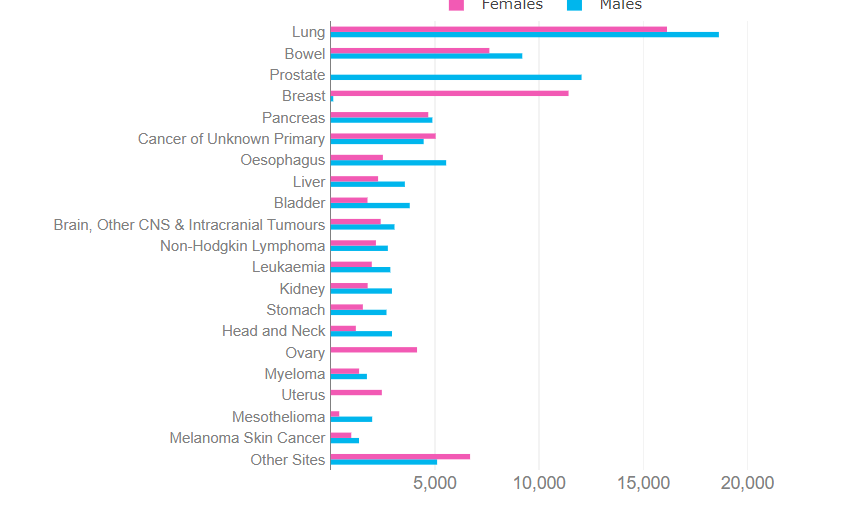 Females Males
Lung
Bowel
Prostate
Breast
Pancreas
Cancer of Unknown Primary
Oesophagus
Liver
Bladder
Brain, Other CNS & Intracranial Tumours
Non-Hodgkin Lymphoma
Leukaemia
Kidney
Stomach
Head and Neck
Ovary
Myeloma
Uterus
Mesothelioma
Melanoma Skin Cancer
Other Sites
5,000 10,000 15,000 20,000